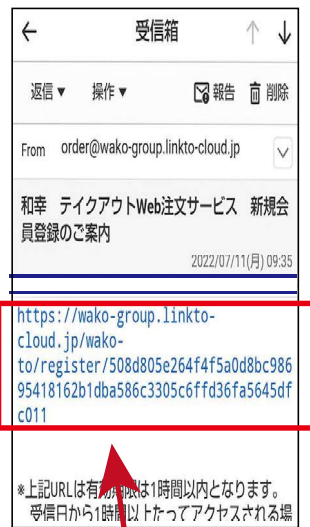 ← 受信箱 ↑ ↓
返信▼ 操作▼ 報告 削除
From order@wako-group.linkto-cloud.jp
和幸 テイクアウトWeb注文サービス 新規会
員登録のご案内
2022/07/11(月) 09:35
https://wako-group.linkto-
cloud.jp/wako-
to/register/508d805e264f4f5a0d8bc986
95418162b1dba586c3305c6ffd36fa5645df
c011
*上記URLは有効期限は1時間以内となります。
受信日から1時間以上たってアクセスされる場